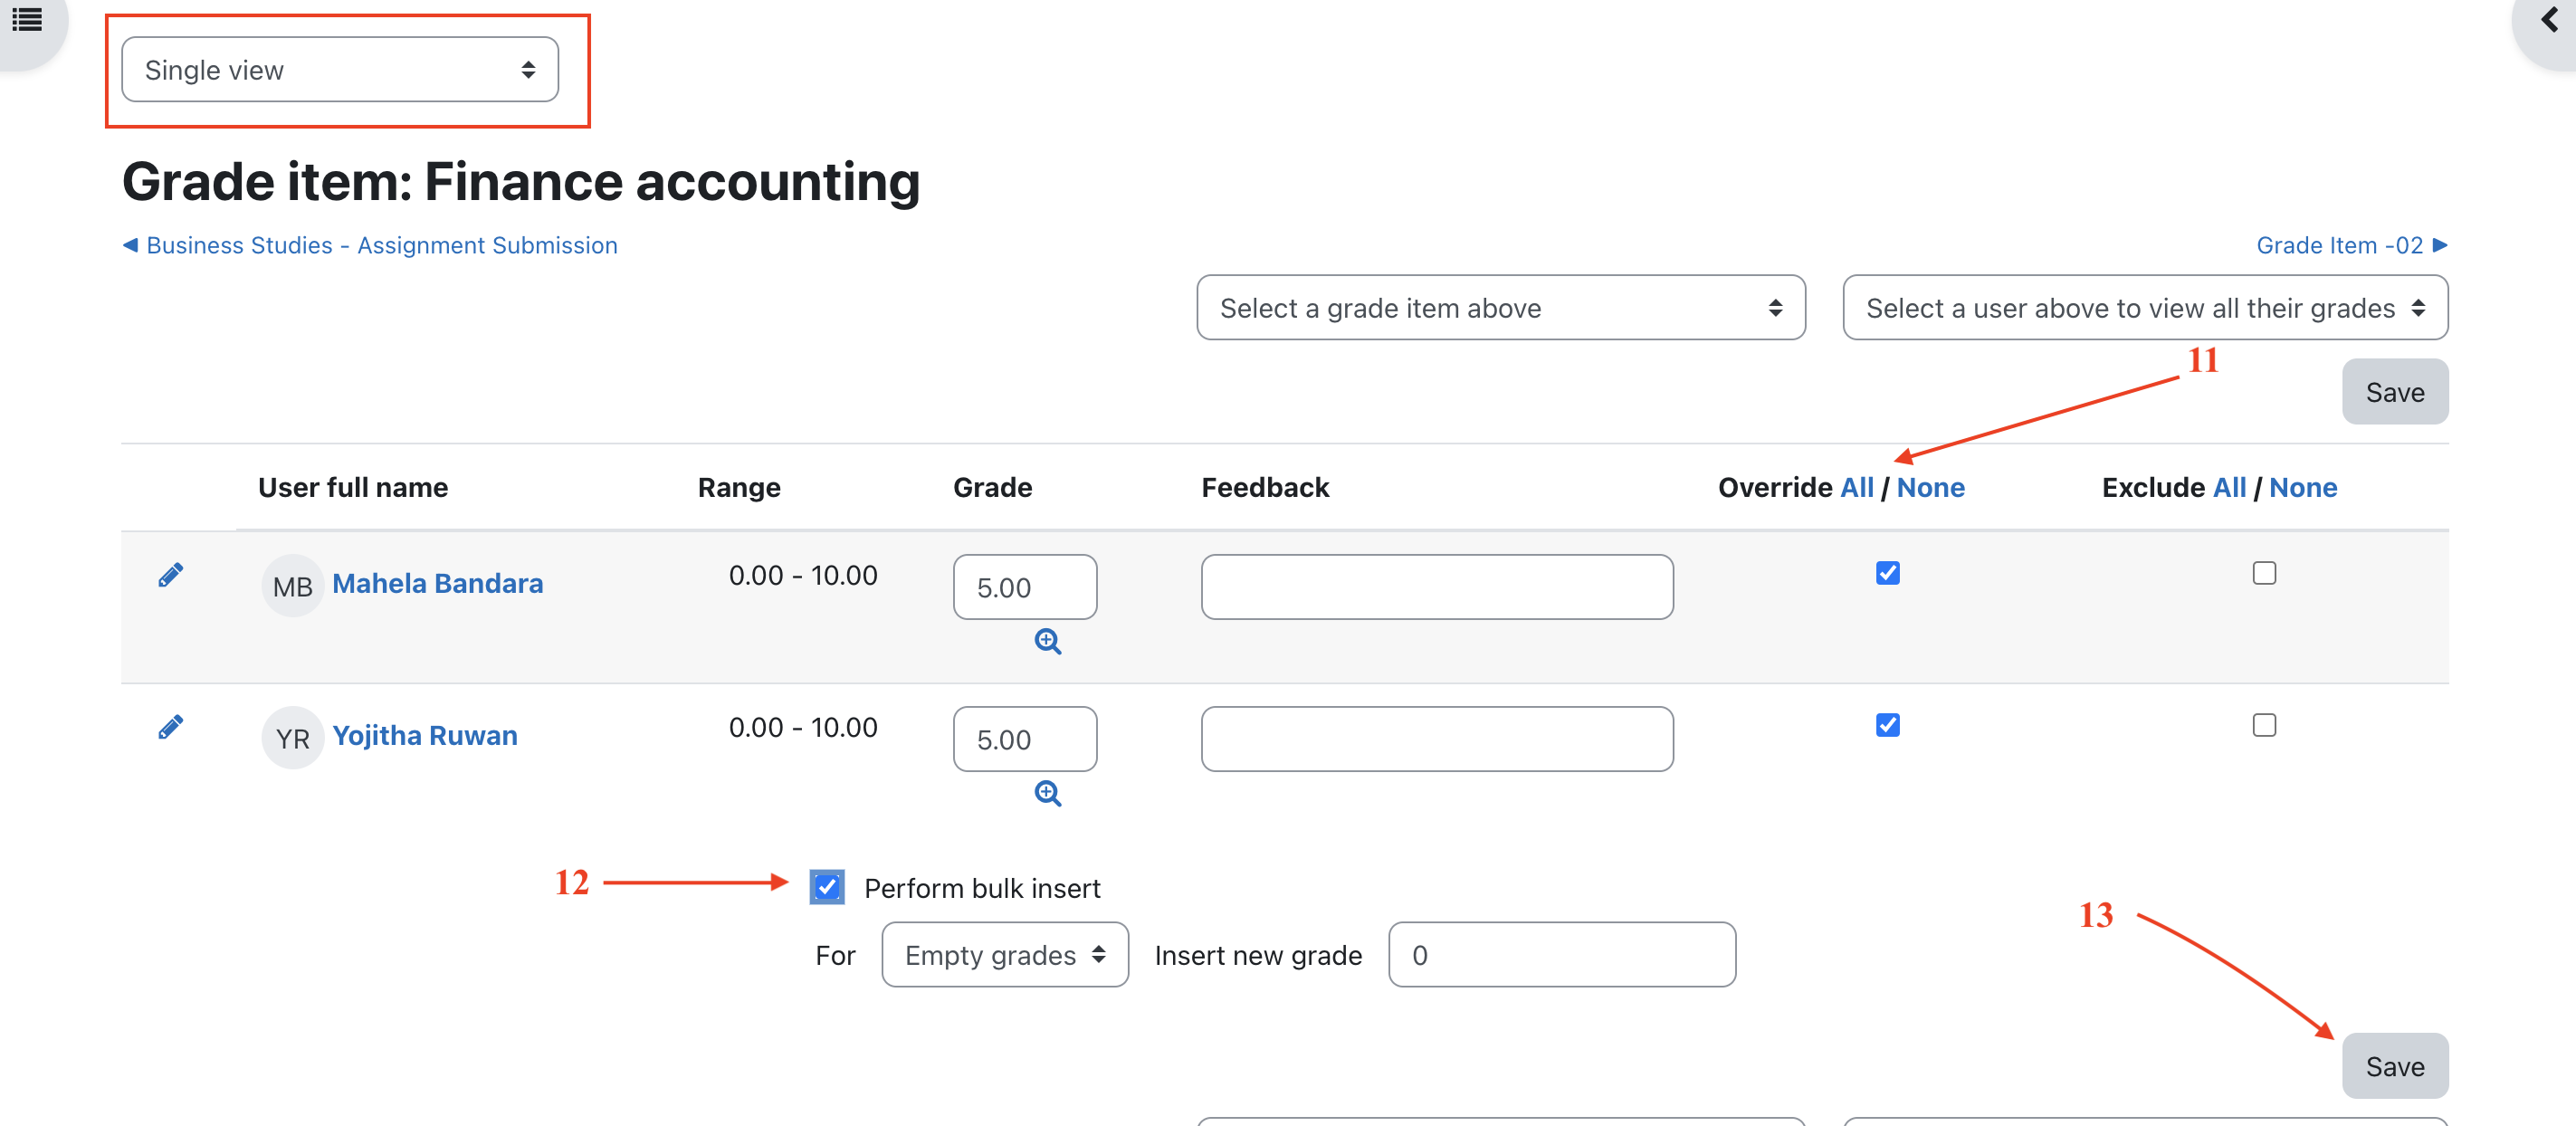 Single view
Grade item: Finance accounting
◀ Business Studies - Assignment Submission
Grade Item -02 ▶
Select a grade item above
Select a user above to view all their grades
11
Save
User full name Range Grade Feedback Override All / None Exclude All / None
MB Mahela Bandara 0.00 - 10.00 5.00
YR Yojitha Ruwan 0.00 - 10.00 5.00
12 Perform bulk insert
For Empty grades Insert new grade 0
13
Save